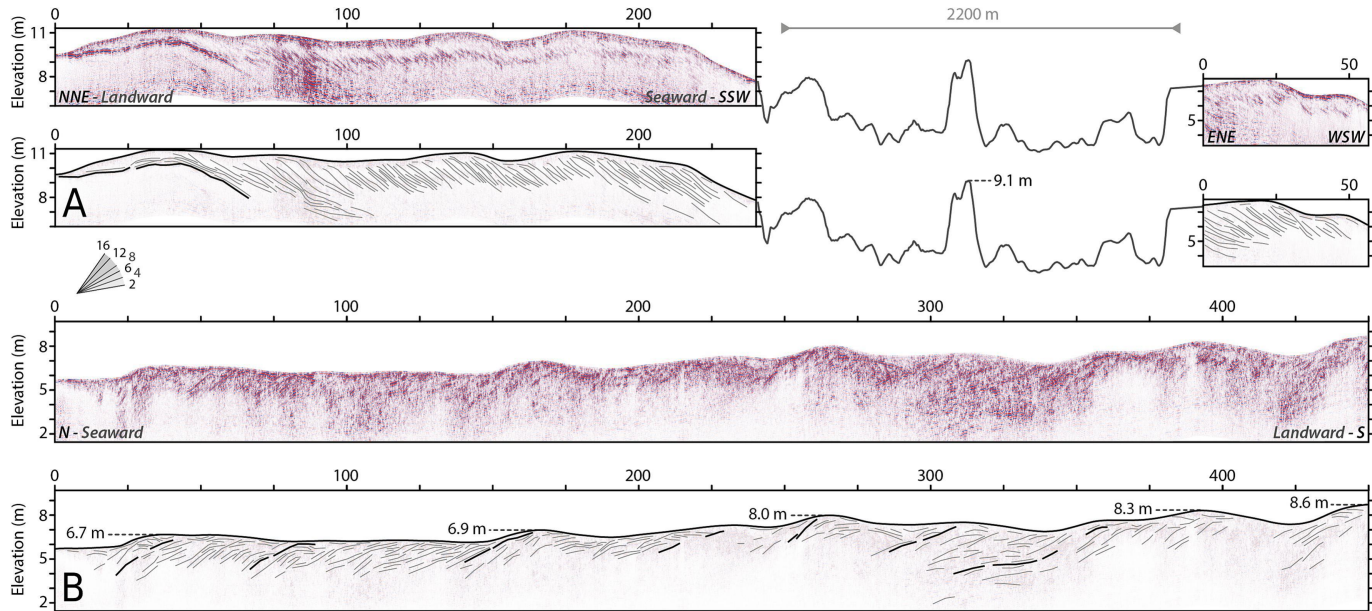 0 100 200
2200 m
Elevation (m)
11
8
NNE - Landward
Seaward - SSW
0 50
5
ENE
WSW
0 100 200
Elevation (m)
11
8
A
9.1 m
0 50
5
16
12
8
6
4
2
0 100 200 300 400
Elevation (m)
8
5
2
N - Seaward
Landward - S
0 100 200 300 400
Elevation (m)
8
5
2
6.7 m
6.9 m
8.0 m
8.3 m
8.6 m
B